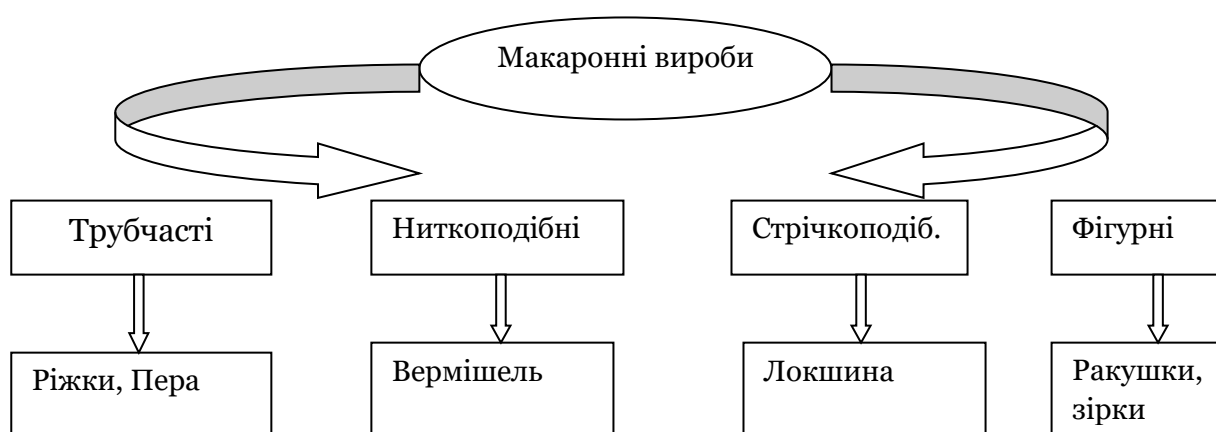 Макаронні вироби
Трубчасті
Ниткоподібні
Стрічкоподіб.
Фігурні
Ріжки, Пера
Вермішель
Локшина
Ракушки,
зірки